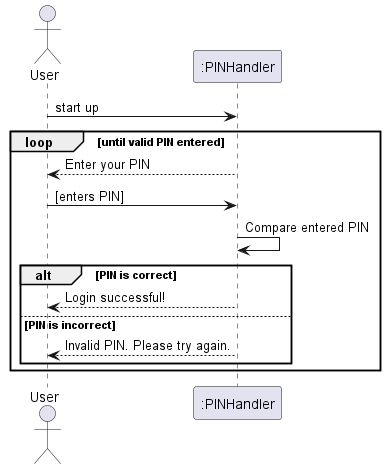 User
:PINHandler
start up
loop [until valid PIN entered]
Enter your PIN
[enters PIN]
Compare entered PIN
alt [PIN is correct]
Login successful!
[PIN is incorrect]
Invalid PIN. Please try again.
User
:PINHandler